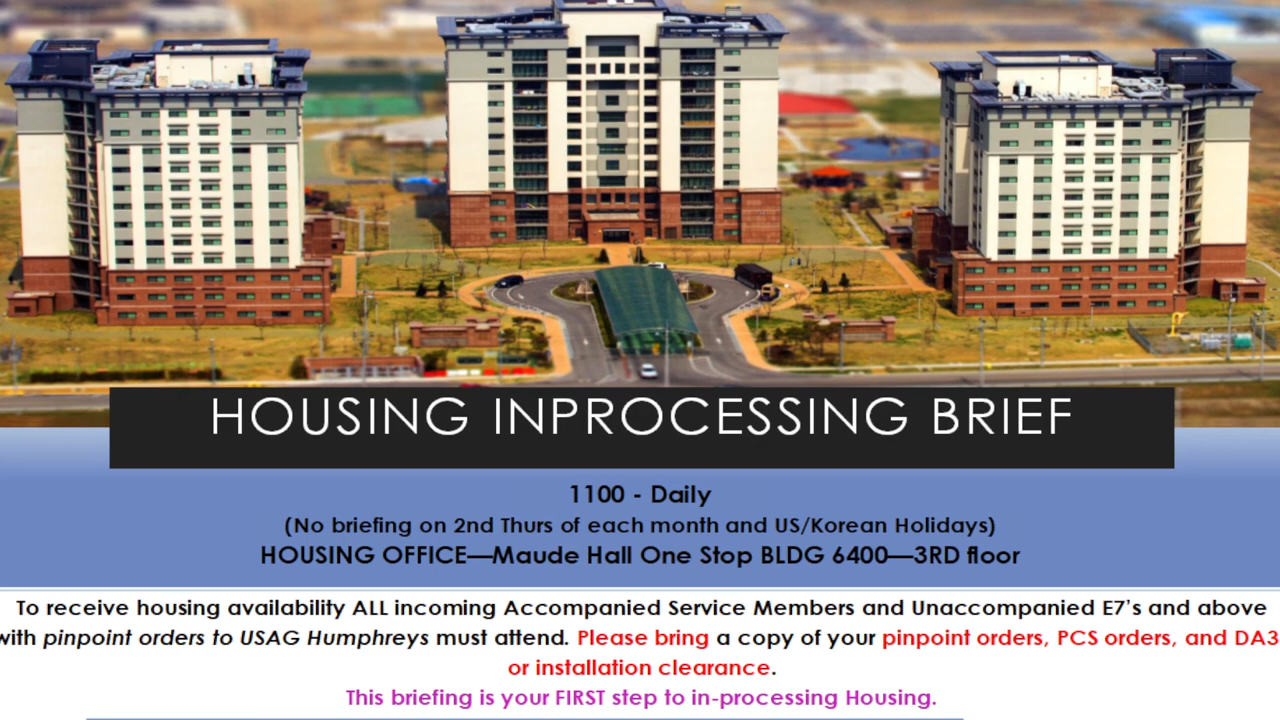 HOUSING INPROCESSING BRIEF
1100 - Daily
(No briefing on 2nd Thurs of each month and US/Korean Holidays)
HOUSING OFFICE—Maude Hall One Stop BLDG 6400—3RD floor
To receive housing availability ALL incoming Accompanied Service Members and Unaccompanied E7's and above
with pinpoint orders to USAG Humphreys must attend. Please bring a copy of your pinpoint orders, PCS orders, and DA3
or installation clearance.
This briefing is your FIRST step to in-processing Housing.